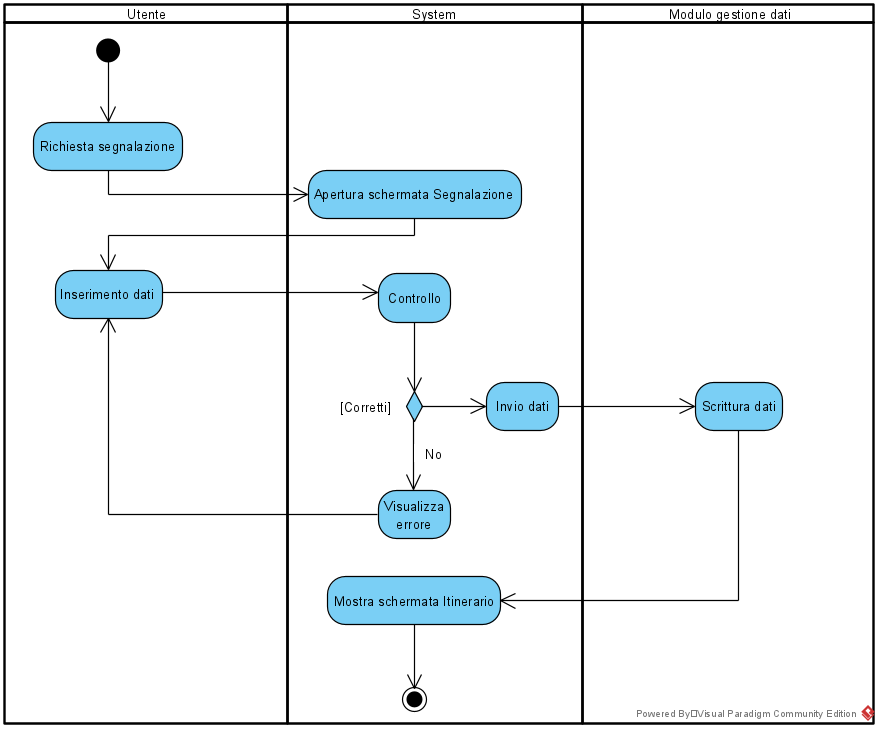 Utente
System
Modulo gestione dati
Richiesta segnalazione
Apertura schermata Segnalazione
Inserimento dati
Controllo
[Corretti]
Invio dati
Scrittura dati
No
Visualizza
errore
Mostra schermata Itinerario
Powered By Visual Paradigm Community Edition